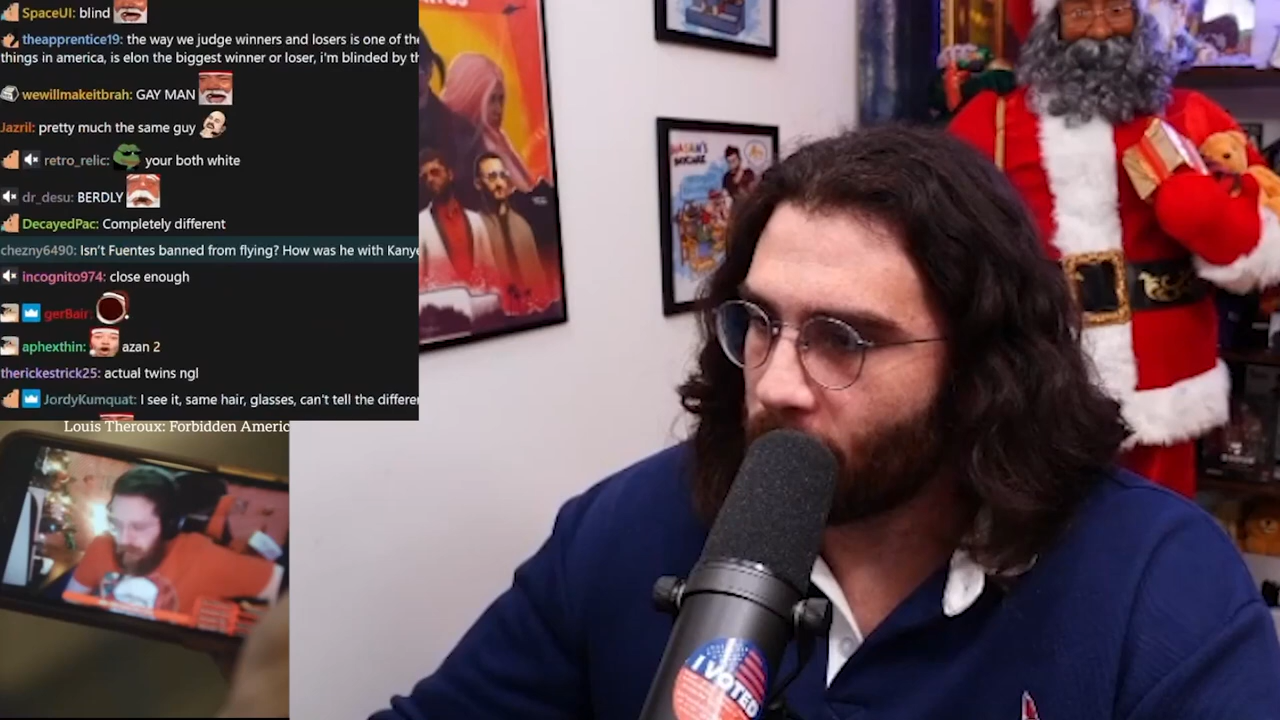 SpaceUI: blind
theapprentice19: the way we judge winners and losers is one of the
things in america, is elon the biggest winner or loser, i'm blinded by th
wewillmakeitbrah: GAY MAN
Jazril: pretty much the same guy
retro_relic: your both white
dr_desu: BERDLY
DecayedPac: Completely different
chezny6490: Isn't Fuentes banned from flying? How was he with Kanye
incognito974: close enough
gerBair:
aphexthin: azan 2
therickestrick25: actual twins ngl
JordyKumquat: I see it, same hair, glasses, can't tell the differen
Louis Theroux: Forbidden Americ
HASAN'S
I VOTED